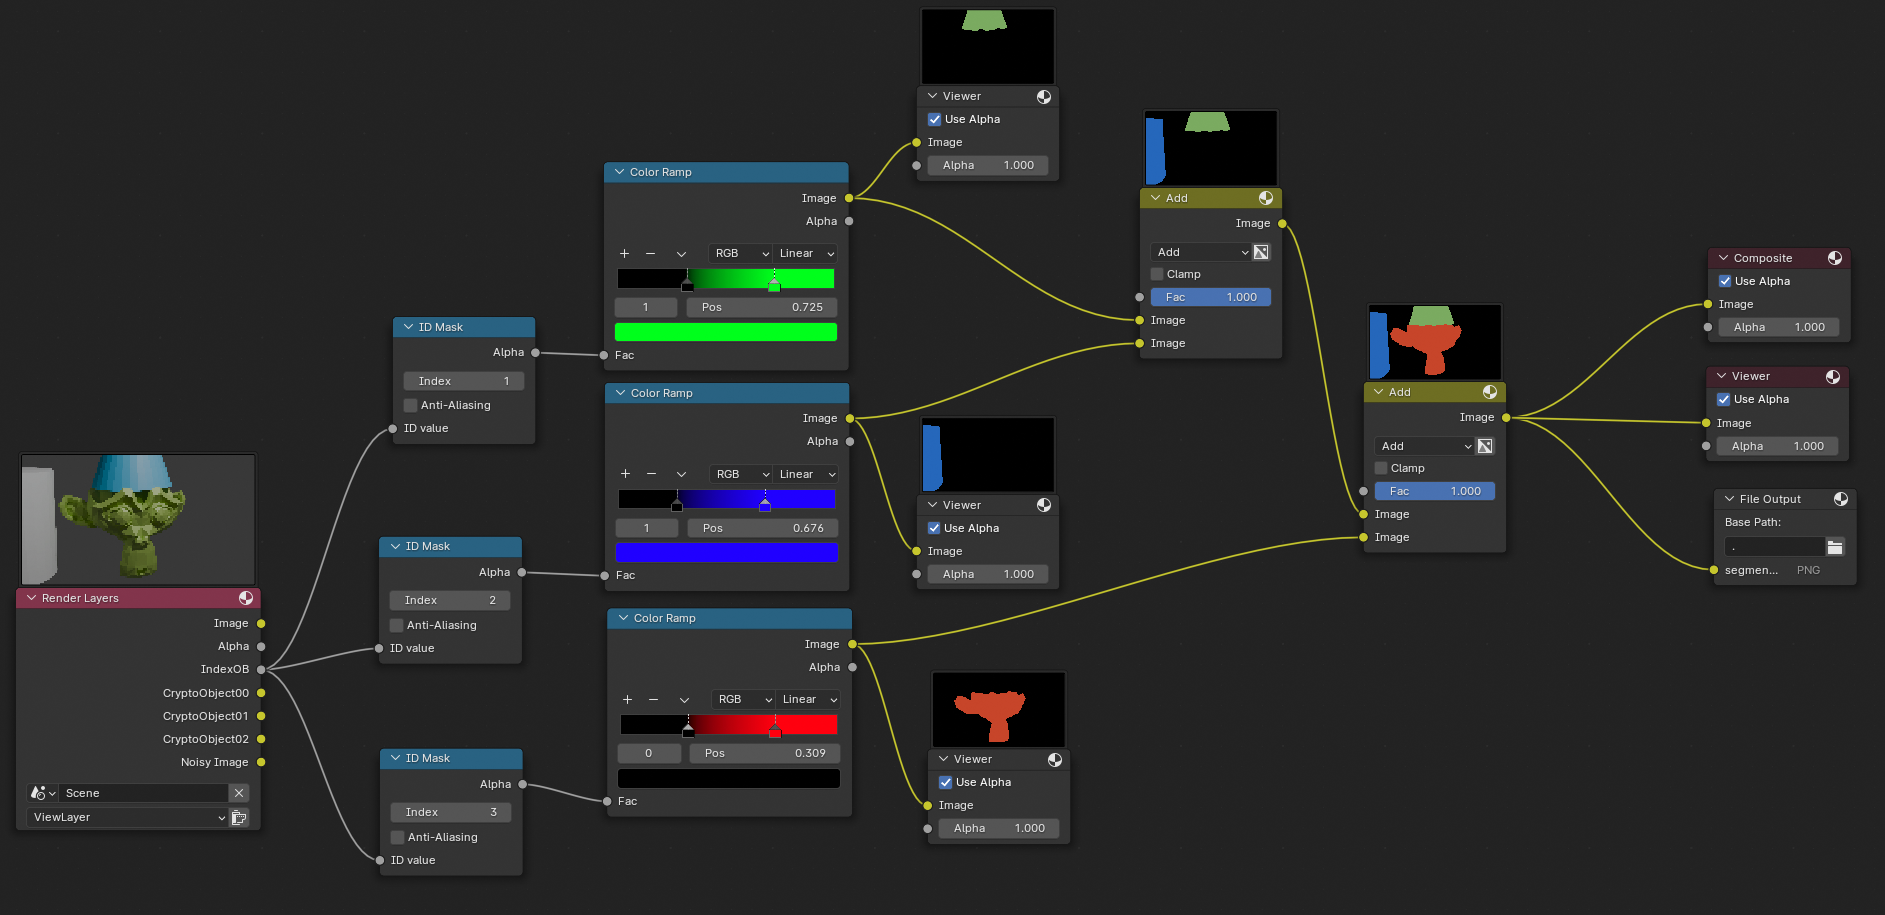 Render Layers
Image
Alpha
IndexOB
CryptoObject00
CryptoObject01
CryptoObject02
Noisy Image
Scene
ViewLayer
ID Mask
Alpha
Index 1
Anti-Aliasing
ID value
ID Mask
Alpha
Index 2
Anti-Aliasing
ID value
ID Mask
Alpha
Index 3
Anti-Aliasing
ID value
Color Ramp
Image
Alpha
+ − RGB Linear
1 Pos 0.725
Fac
Color Ramp
Image
Alpha
+ − RGB Linear
1 Pos 0.676
Fac
Color Ramp
Image
Alpha
+ − RGB Linear
0 Pos 0.309
Fac
Viewer
Use Alpha
Image
Alpha 1.000
Viewer
Use Alpha
Image
Alpha 1.000
Viewer
Use Alpha
Image
Alpha 1.000
Add
Image
Add
Clamp
Fac 1.000
Image
Image
Add
Image
Add
Clamp
Fac 1.000
Image
Image
Composite
Use Alpha
Image
Alpha 1.000
Viewer
Use Alpha
Image
Alpha 1.000
File Output
Base Path:
.
segmen... PNG